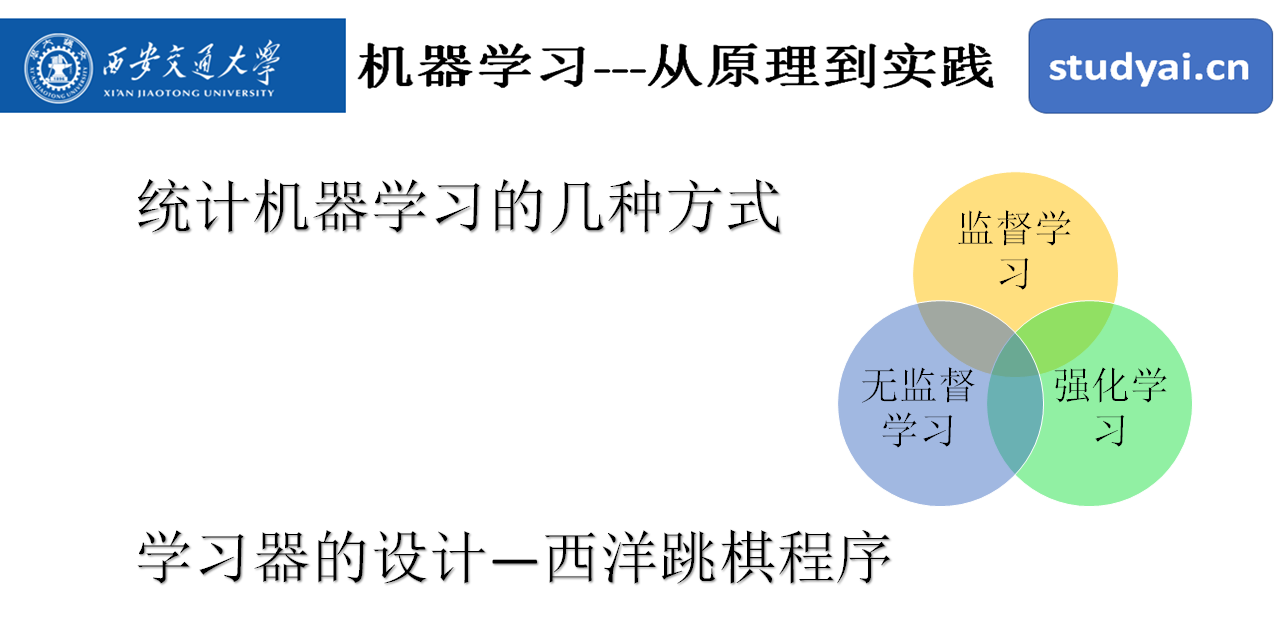 西安交通大学
XI'AN JIAOTONG UNIVERSITY
机器学习---从原理到实践
studyai.cn
统计机器学习的几种方式
监督学
习
无监督
学习
强化学
习
学习器的设计—西洋跳棋程序